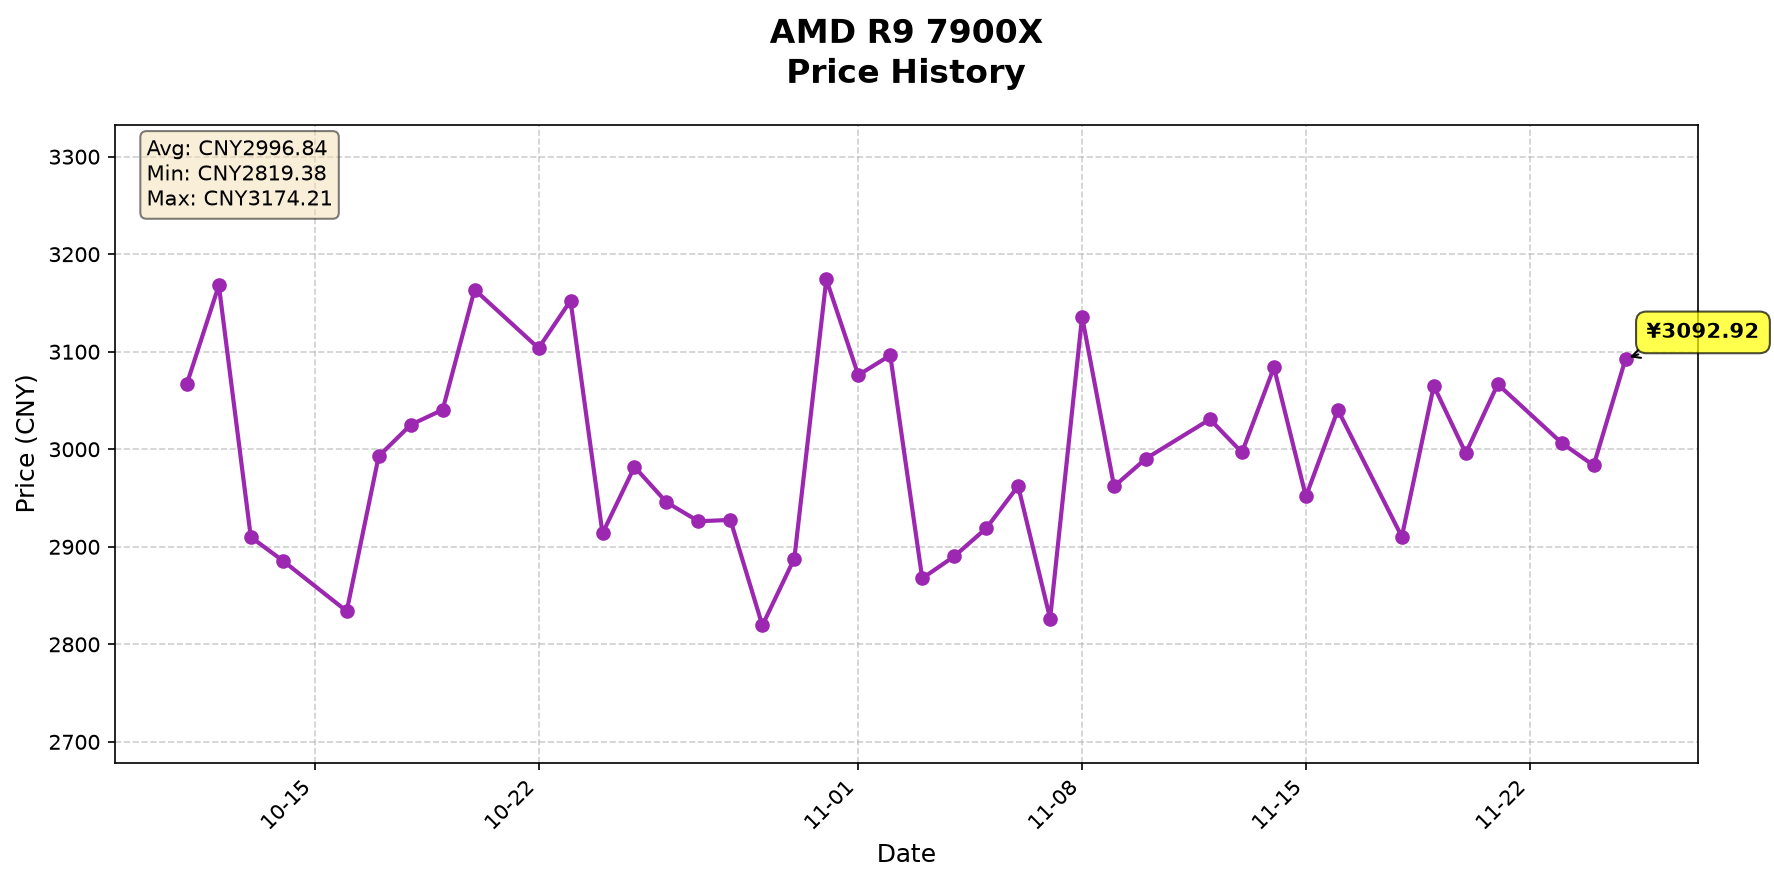 AMD R9 7900X
Price History
Avg: CNY2996.84
Min: CNY2819.38
Max: CNY3174.21
¥3092.92
Price (CNY)
3300
3200
3100
3000
2900
2800
2700
10-15
10-22
11-01
11-08
11-15
11-22
Date